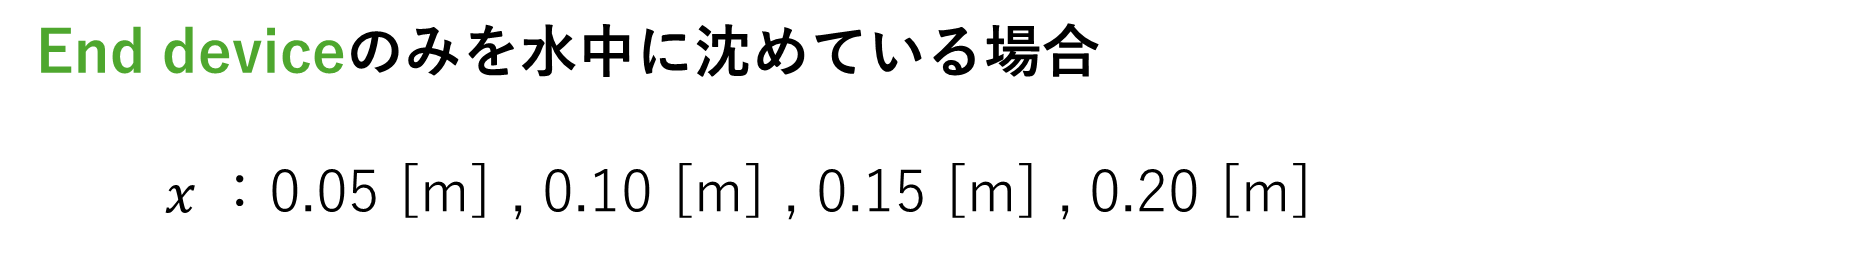 End deviceのみを水中に沈めている場合
x ：0.05 [m] , 0.10 [m] , 0.15 [m] , 0.20 [m]